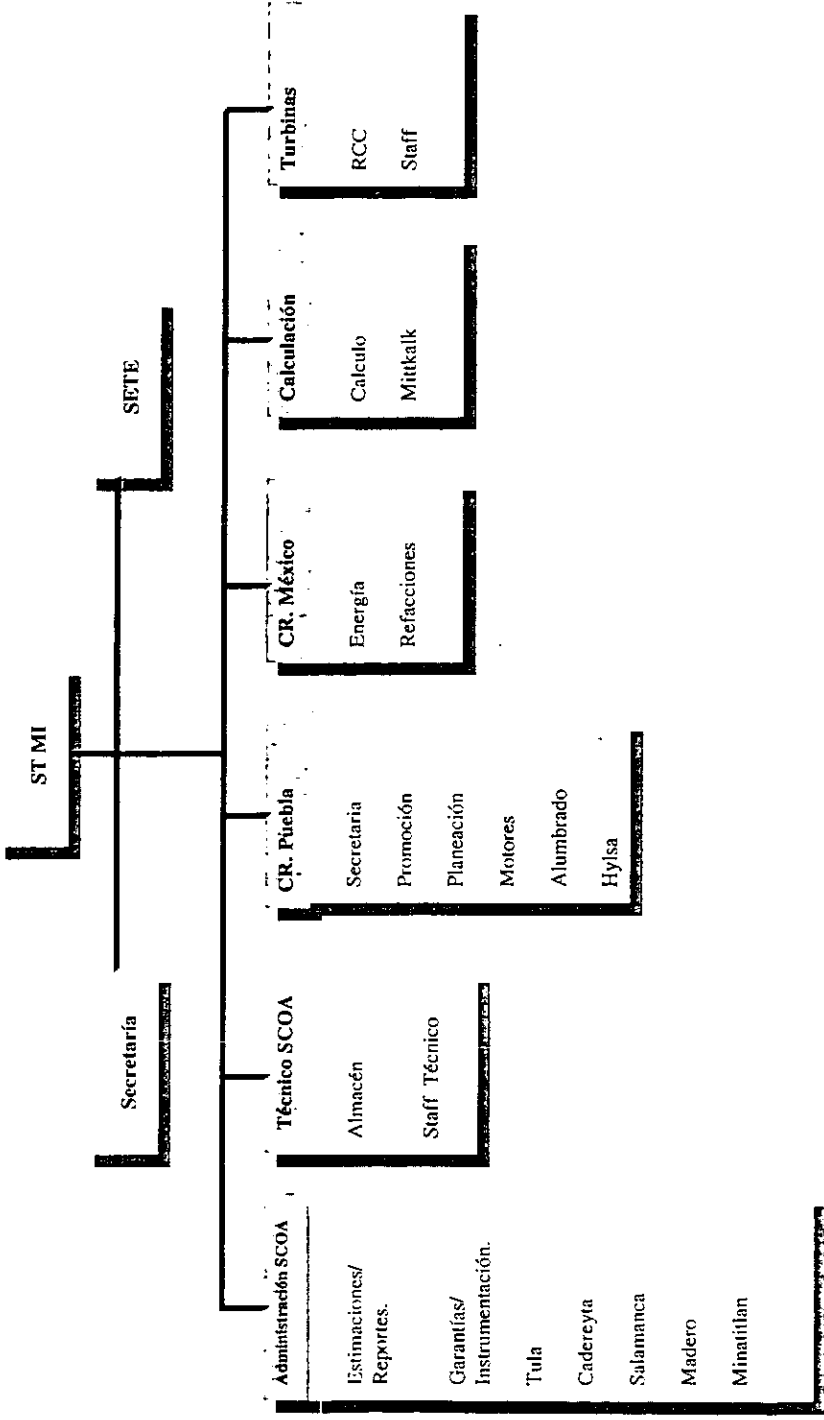 ST MI
Secretaría
SETE
Administración SCOA
Estimaciones/
Reportes.
Garantías/
Instrumentación.
Tula
Cadereyta
Salamanca
Madero
Minatitlan
Técnico SCOA
Almacén
Staff Técnico
CR. Puebla
Secretaria
Promoción
Planeación
Motores
Alumbrado
Hylsa
CR. México
Energía
Refacciones
Calculación
Calculo
Mittkalk
Turbinas
RCC
Staff